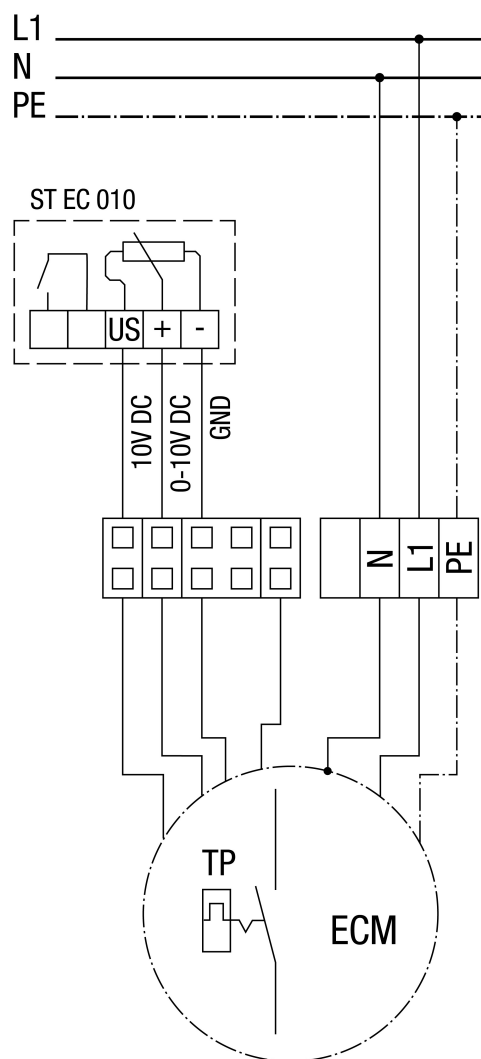 L1
N
PE
ST EC 010
US + -
10V DC
0-10V DC
GND
N L1 PE
TP
ECM